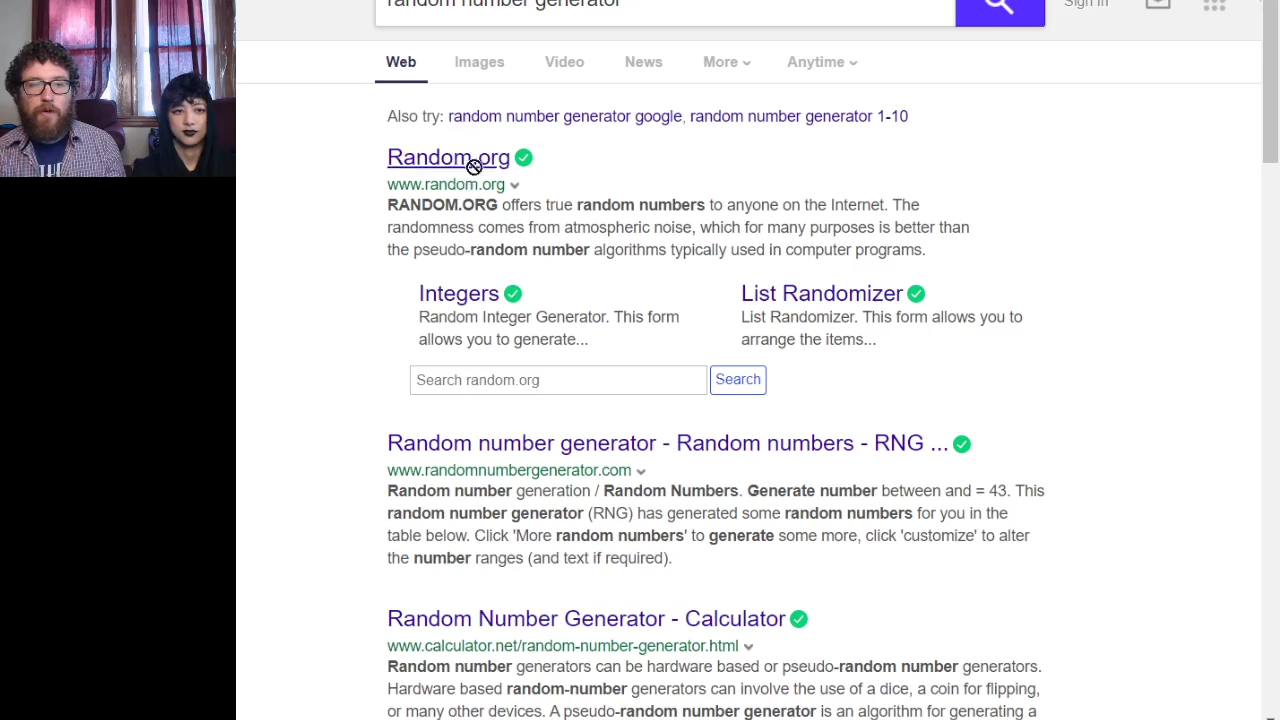 random number generator
Sign in
Web Images Video News More Anytime
Also try: random number generator google, random number generator 1-10
Random.org
www.random.org
RANDOM.ORG offers true random numbers to anyone on the Internet. The
randomness comes from atmospheric noise, which for many purposes is better than
the pseudo-random number algorithms typically used in computer programs.
Integers
Random Integer Generator. This form
allows you to generate...
List Randomizer
List Randomizer. This form allows you to
arrange the items...
Search random.org Search
Random number generator - Random numbers - RNG ...
www.randomnumbergenerator.com
Random number generation / Random Numbers. Generate number between and = 43. This
random number generator (RNG) has generated some random numbers for you in the
table below. Click 'More random numbers' to generate some more, click 'customize' to alter
the number ranges (and text if required).
Random Number Generator - Calculator
www.calculator.net/random-number-generator.html
Random number generators can be hardware based or pseudo-random number generators.
Hardware based random-number generators can involve the use of a dice, a coin for flipping,
or many other devices. A pseudo-random number generator is an algorithm for generating a